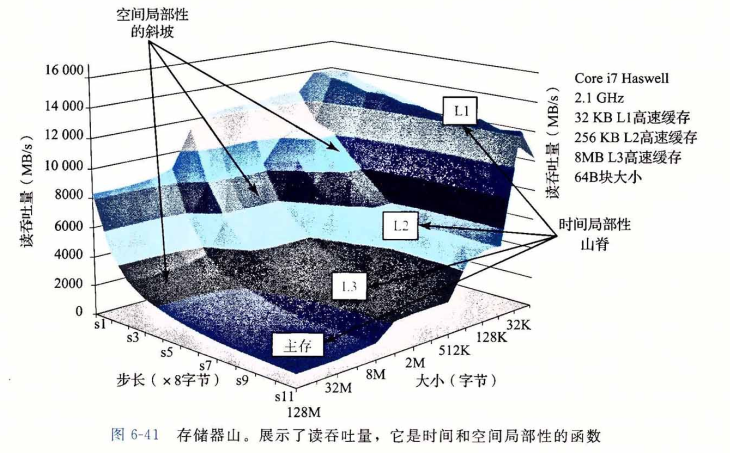 空间局部性
的斜坡
16 000
14 000
12 000
10 000
8000
6000
4000
2000
0
读吞吐量（MB/s）
s1
s3
s5
s7
s9
s11
步长（×8字节）
128M
32M
8M
2M
512K
128K
32K
大小（字节）
L1
L2
L3
主存
读吞吐量（MB/s）
Core i7 Haswell
2.1 GHz
32 KB L1高速缓存
256 KB L2高速缓存
8MB L3高速缓存
64B块大小
时间局部性
山脊
图 6-41 存储器山。展示了读吞吐量，它是时间和空间局部性的函数